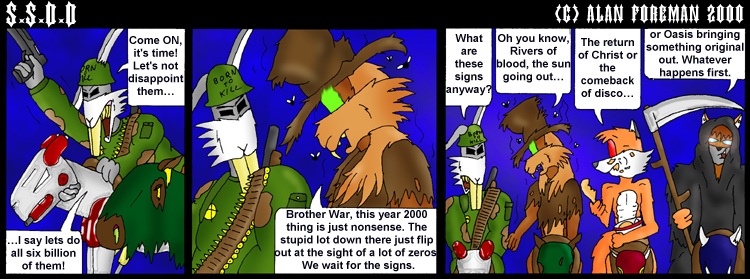 S.S.D.D
(C) ALAN FOREMAN 2000
Come ON,
it's time!
Let's not
disappoint
them...
BORN
TO
KILL
...I say lets do
all six billion
of them!
BORN
TO
KILL
Brother War, this year 2000
thing is just nonsense. The
stupid lot down there just flip
out at the sight of a lot of zeros
We wait for the signs.
What
are
these
signs
anyway?
Oh you know,
Rivers of
blood, the sun
going out...
The return
of Christ or
the comeback
of disco...
or Oasis bringing
something original
out. Whatever
happens first.